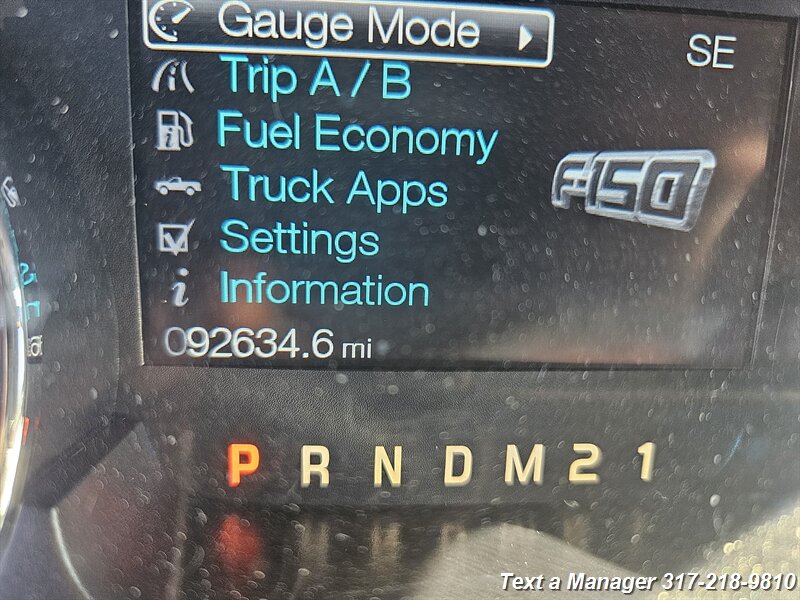 Gauge Mode
SE
Trip A / B
Fuel Economy
F-150
Truck Apps
Settings
Information
092634.6 mi
P R N D M 2 1
Text a Manager 317-218-9810